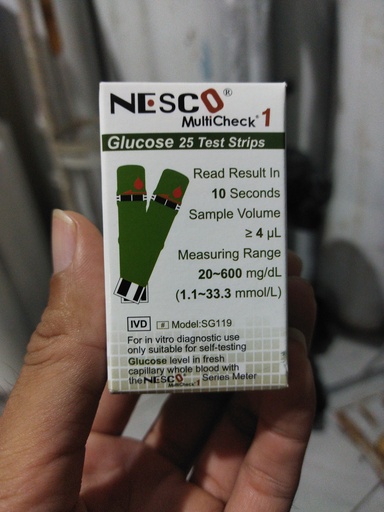 NESCO®
MultiCheck+ 1
Glucose 25 Test Strips
Read Result In
10 Seconds
Sample Volume
≥ 4 µL
Measuring Range
20~600 mg/dL
(1.1~33.3 mmol/L)
IVD # Model:SG119
For in vitro diagnostic use
only suitable for self-testing
Glucose level in fresh
capillary whole blood with
the NESCO MultiCheck+ 1 Series Meter